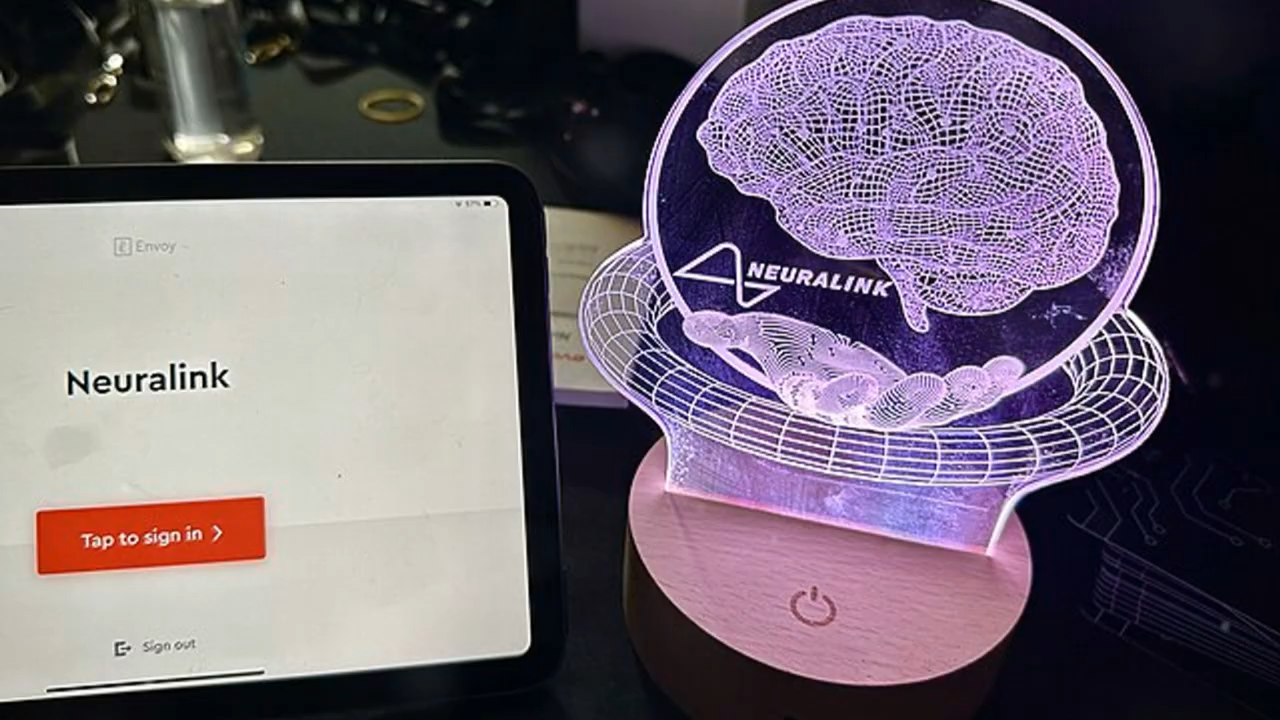 Envoy
Neuralink
Tap to sign in
Sign out
NEURALINK